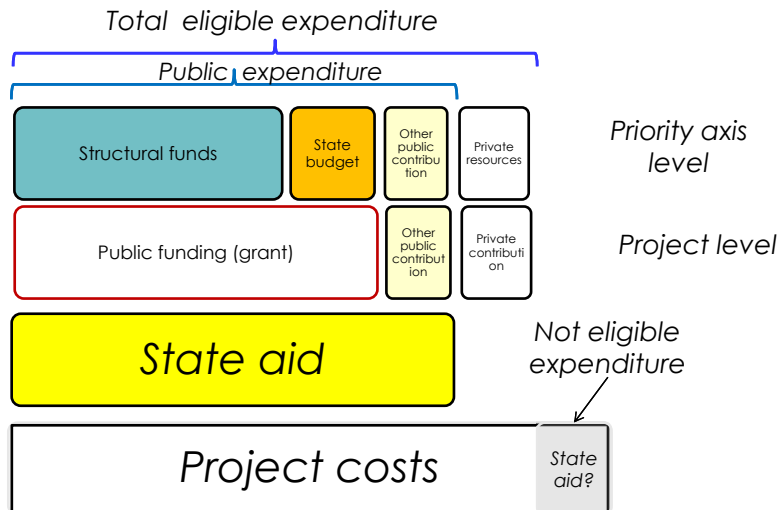 Total eligible expenditure
Public expenditure
Structural funds
State
budget
Other
public
contribu
tion
Private
resources
Priority axis
level
Public funding (grant)
Other
public
contribut
ion
Private
contributi
on
Project level
State aid
Not eligible
expenditure
Project costs
State
aid?